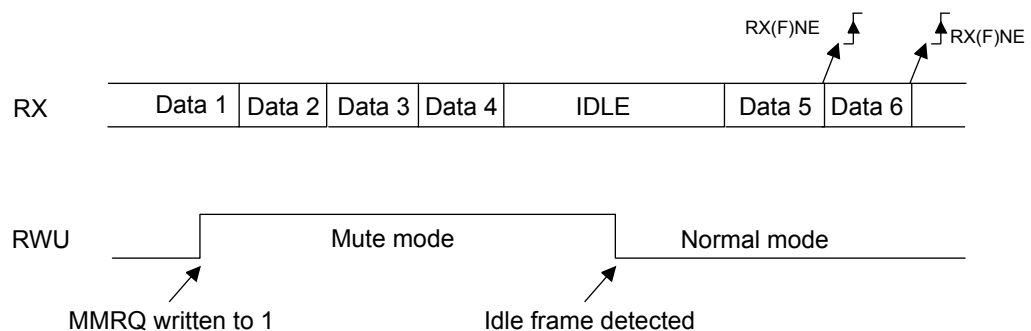 RX(F)NE RX(F)NE
RX Data 1 Data 2 Data 3 Data 4 IDLE Data 5 Data 6
RWU Mute mode Normal mode
MMRQ written to 1 Idle frame detected